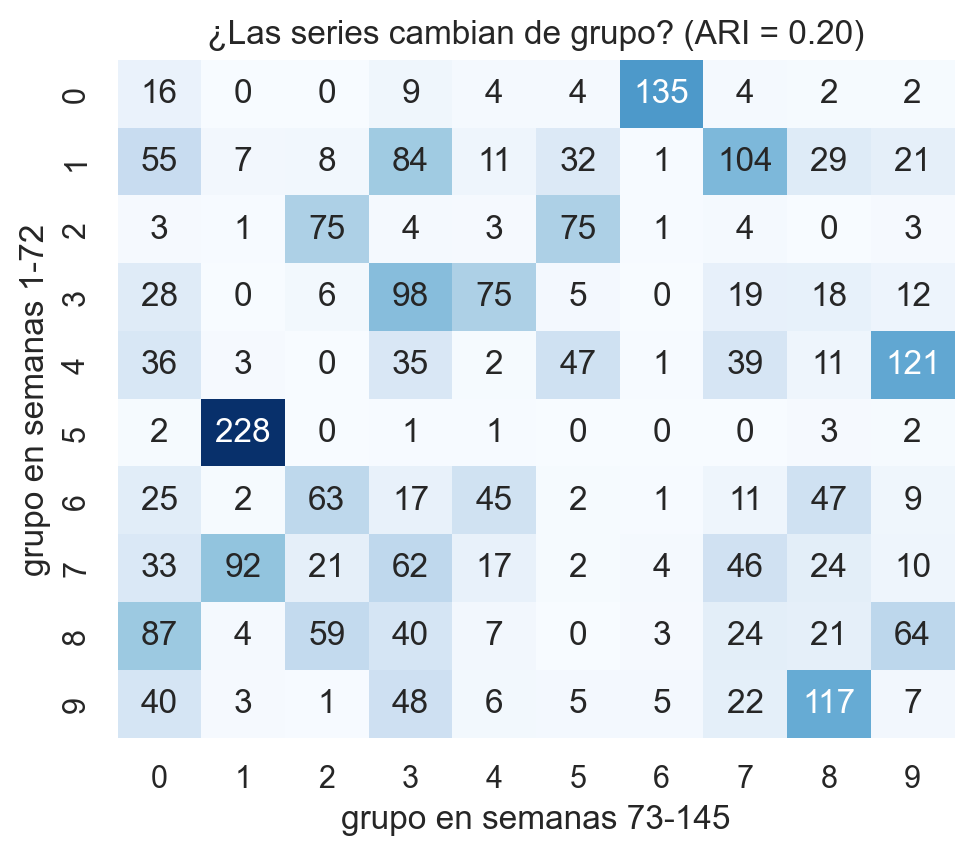 ¿Las series cambian de grupo? (ARI = 0.20)
grupo en semanas 1-72
0 16 0 0 9 4 4 135 4 2 2
1 55 7 8 84 11 32 1 104 29 21
2 3 1 75 4 3 75 1 4 0 3
3 28 0 6 98 75 5 0 19 18 12
4 36 3 0 35 2 47 1 39 11 121
5 2 228 0 1 1 0 0 0 3 2
6 25 2 63 17 45 2 1 11 47 9
7 33 92 21 62 17 2 4 46 24 10
8 87 4 59 40 7 0 3 24 21 64
9 40 3 1 48 6 5 5 22 117 7
0 1 2 3 4 5 6 7 8 9
grupo en semanas 73-145